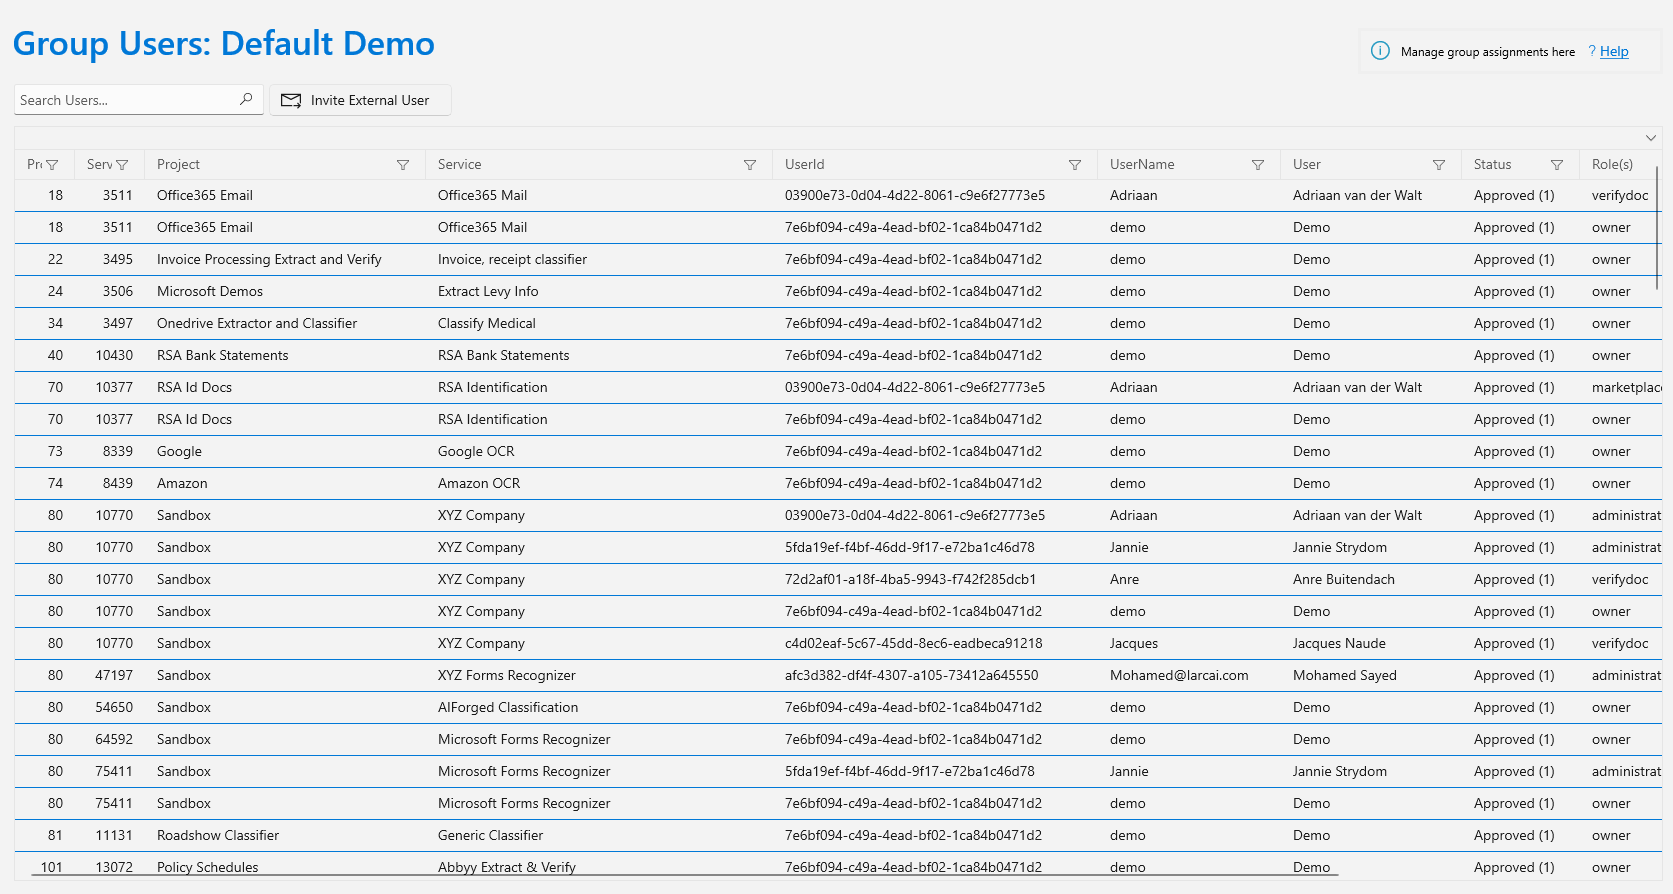 Group Users: Default Demo
Manage group assignments here ? Help
Search Users... Invite External User
Pr Serv Project Service UserId UserName User Status Role(s)
18 3511 Office365 Email Office365 Mail 03900e73-0d04-4d22-8061-c9e6f27773e5 Adriaan Adriaan van der Walt Approved (1) verifydoc
18 3511 Office365 Email Office365 Mail 7e6bf094-c49a-4ead-bf02-1ca84b0471d2 demo Demo Approved (1) owner
22 3495 Invoice Processing Extract and Verify Invoice, receipt classifier 7e6bf094-c49a-4ead-bf02-1ca84b0471d2 demo Demo Approved (1) owner
24 3506 Microsoft Demos Extract Levy Info 7e6bf094-c49a-4ead-bf02-1ca84b0471d2 demo Demo Approved (1) owner
34 3497 Onedrive Extractor and Classifier Classify Medical 7e6bf094-c49a-4ead-bf02-1ca84b0471d2 demo Demo Approved (1) owner
40 10430 RSA Bank Statements RSA Bank Statements 7e6bf094-c49a-4ead-bf02-1ca84b0471d2 demo Demo Approved (1) owner
70 10377 RSA Id Docs RSA Identification 03900e73-0d04-4d22-8061-c9e6f27773e5 Adriaan Adriaan van der Walt Approved (1) marketplac
70 10377 RSA Id Docs RSA Identification 7e6bf094-c49a-4ead-bf02-1ca84b0471d2 demo Demo Approved (1) owner
73 8339 Google Google OCR 7e6bf094-c49a-4ead-bf02-1ca84b0471d2 demo Demo Approved (1) owner
74 8439 Amazon Amazon OCR 7e6bf094-c49a-4ead-bf02-1ca84b0471d2 demo Demo Approved (1) owner
80 10770 Sandbox XYZ Company 03900e73-0d04-4d22-8061-c9e6f27773e5 Adriaan Adriaan van der Walt Approved (1) administrat
80 10770 Sandbox XYZ Company 5fda19ef-f4bf-46dd-9f17-e72ba1c46d78 Jannie Jannie Strydom Approved (1) administrat
80 10770 Sandbox XYZ Company 72d2af01-a18f-4ba5-9943-f742f285dcb1 Anre Anre Buitendach Approved (1) verifydoc
80 10770 Sandbox XYZ Company 7e6bf094-c49a-4ead-bf02-1ca84b0471d2 demo Demo Approved (1) owner
80 10770 Sandbox XYZ Company c4d02eaf-5c67-45dd-8ec6-eadbeca91218 Jacques Jacques Naude Approved (1) verifydoc
80 47197 Sandbox XYZ Forms Recognizer afc3d382-df4f-4307-a105-73412a645550 Mohamed@larcai.com Mohamed Sayed Approved (1) administrat
80 54650 Sandbox AIForged Classification 7e6bf094-c49a-4ead-bf02-1ca84b0471d2 demo Demo Approved (1) owner
80 64592 Sandbox Microsoft Forms Recognizer 7e6bf094-c49a-4ead-bf02-1ca84b0471d2 demo Demo Approved (1) owner
80 75411 Sandbox Microsoft Forms Recognizer 5fda19ef-f4bf-46dd-9f17-e72ba1c46d78 Jannie Jannie Strydom Approved (1) administrat
80 75411 Sandbox Microsoft Forms Recognizer 7e6bf094-c49a-4ead-bf02-1ca84b0471d2 demo Demo Approved (1) owner
81 11131 Roadshow Classifier Generic Classifier 7e6bf094-c49a-4ead-bf02-1ca84b0471d2 demo Demo Approved (1) owner
101 13072 Policy Schedules Abbyy Extract & Verify 7e6bf094-c49a-4ead-bf02-1ca84b0471d2 demo Demo Approved (1) owner